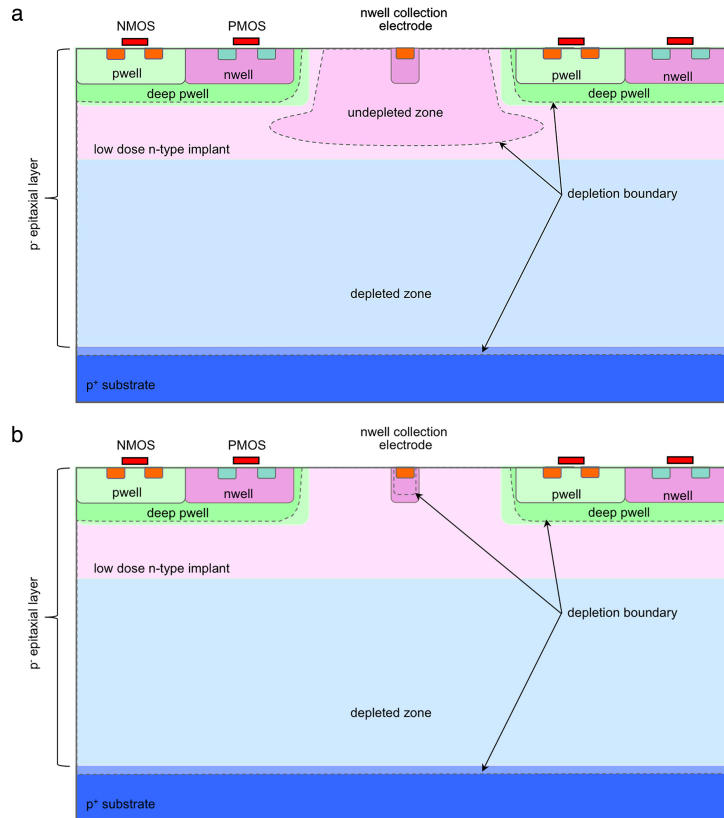 a
nwell collection
electrode
NMOS
PMOS
pwell
nwell
pwell
nwell
deep pwell
deep pwell
undepleted zone
low dose n-type implant
depletion boundary
p- epitaxial layer
depleted zone
p+ substrate
b
nwell collection
electrode
NMOS
PMOS
pwell
nwell
pwell
nwell
deep pwell
deep pwell
low dose n-type implant
depletion boundary
p- epitaxial layer
depleted zone
p+ substrate